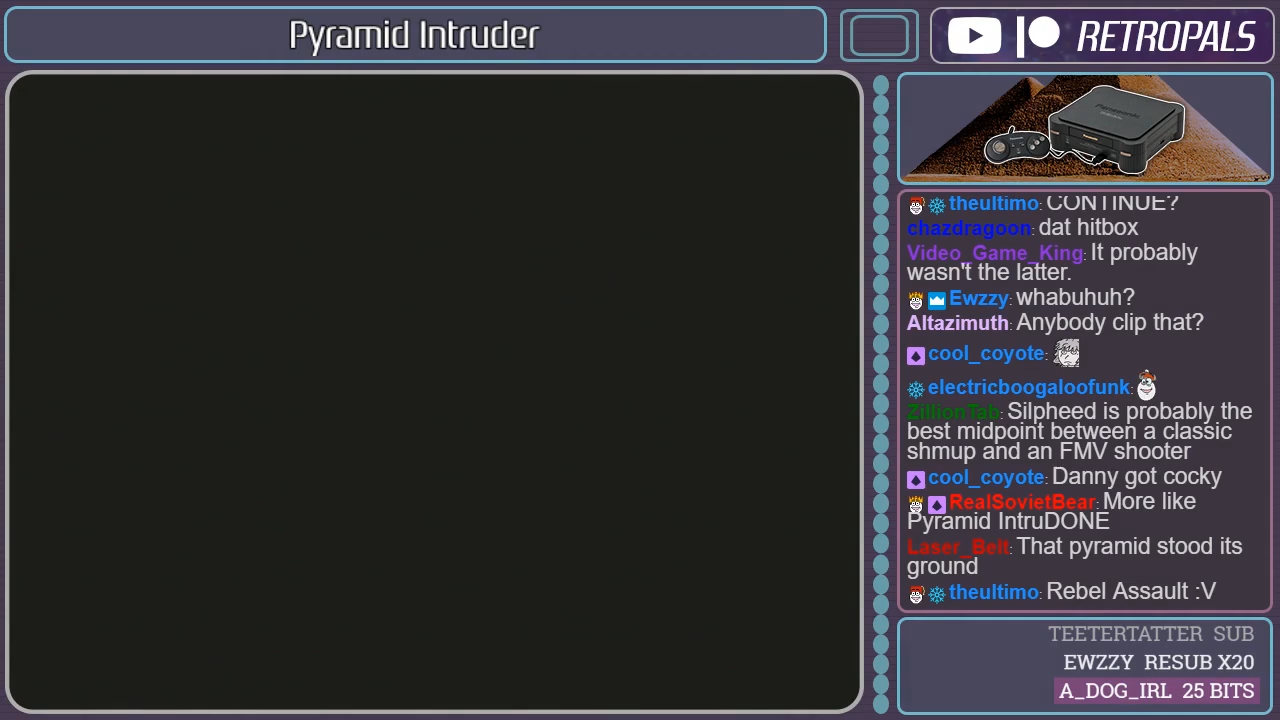 Pyramid Intruder
RETROPALS
Panasonic
theultimo: CONTINUE?
chazdragoon: dat hitbox
Video_Game_King: It probably
wasn't the latter.
Ewzzy: whabuhuh?
Altazimuth: Anybody clip that?
cool_coyote:
electricboogaloofunk:
ZillionTab: Silpheed is probably the
best midpoint between a classic
shmup and an FMV shooter
cool_coyote: Danny got cocky
RealSovietBear: More like
Pyramid IntruDONE
Laser_Belt: That pyramid stood its
ground
theultimo: Rebel Assault :V
TEETERTATTER SUB
EWZZY RESUB X20
A_DOG_IRL 25 BITS